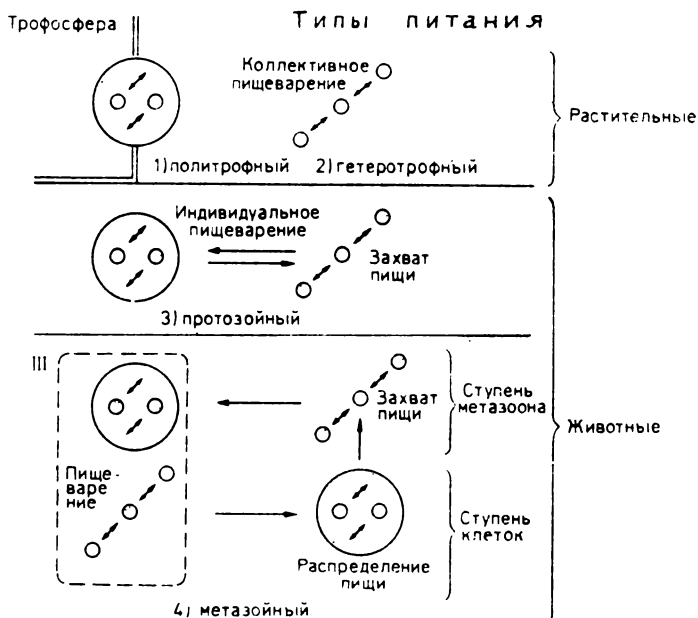 Типы питания
Трофосфера
Коллективное
пищеварение
1) политрофный
2) гетеротрофный
Растительные
Индивидуальное
пищеварение
Захват
пищи
3) протозойный
III
Захват
пищи
Ступень
метазоона
Животные
Пище-
варе
ние
Ступень
клеток
Распределение
пищи
4) метазойный